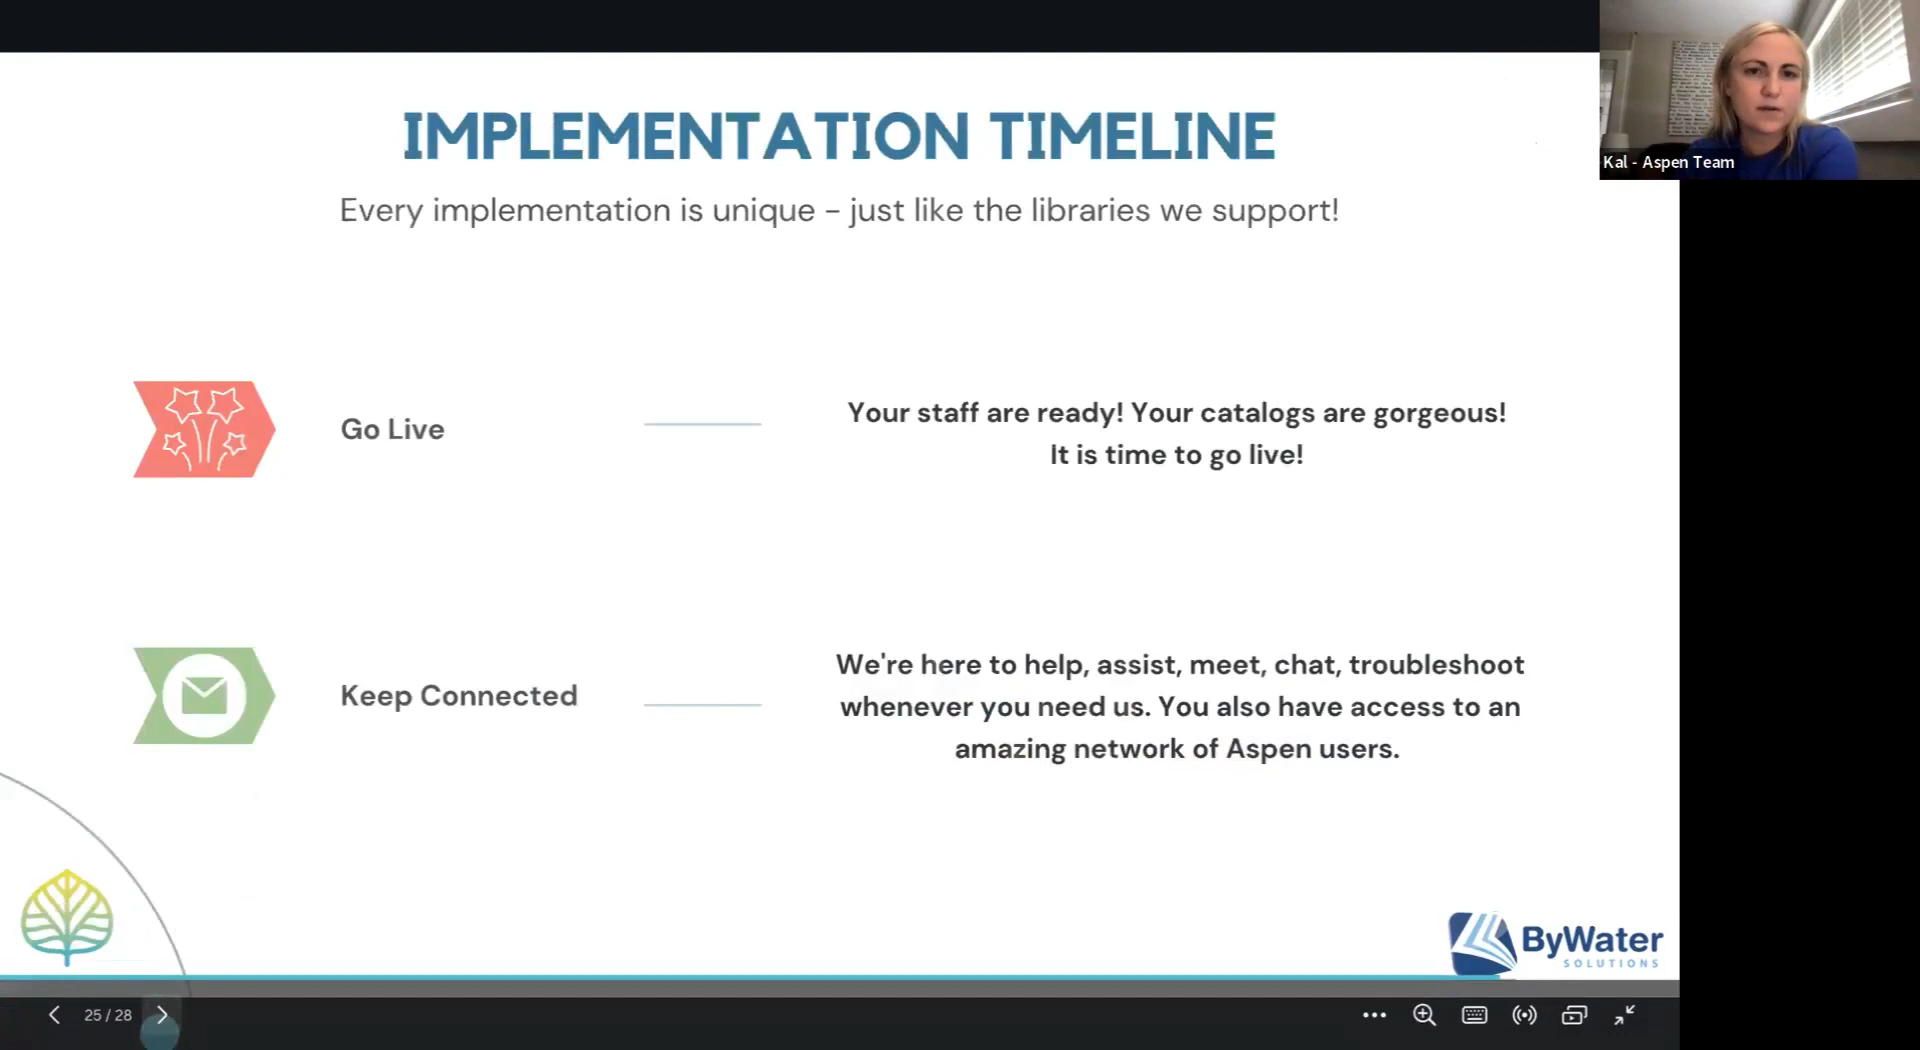 IMPLEMENTATION TIMELINE
Every implementation is unique – just like the libraries we support!
Kal - Aspen Team
Go Live
Your staff are ready! Your catalogs are gorgeous!
It is time to go live!
Keep Connected
We're here to help, assist, meet, chat, troubleshoot
whenever you need us. You also have access to an
amazing network of Aspen users.
ByWater
SOLUTIONS
25 / 28